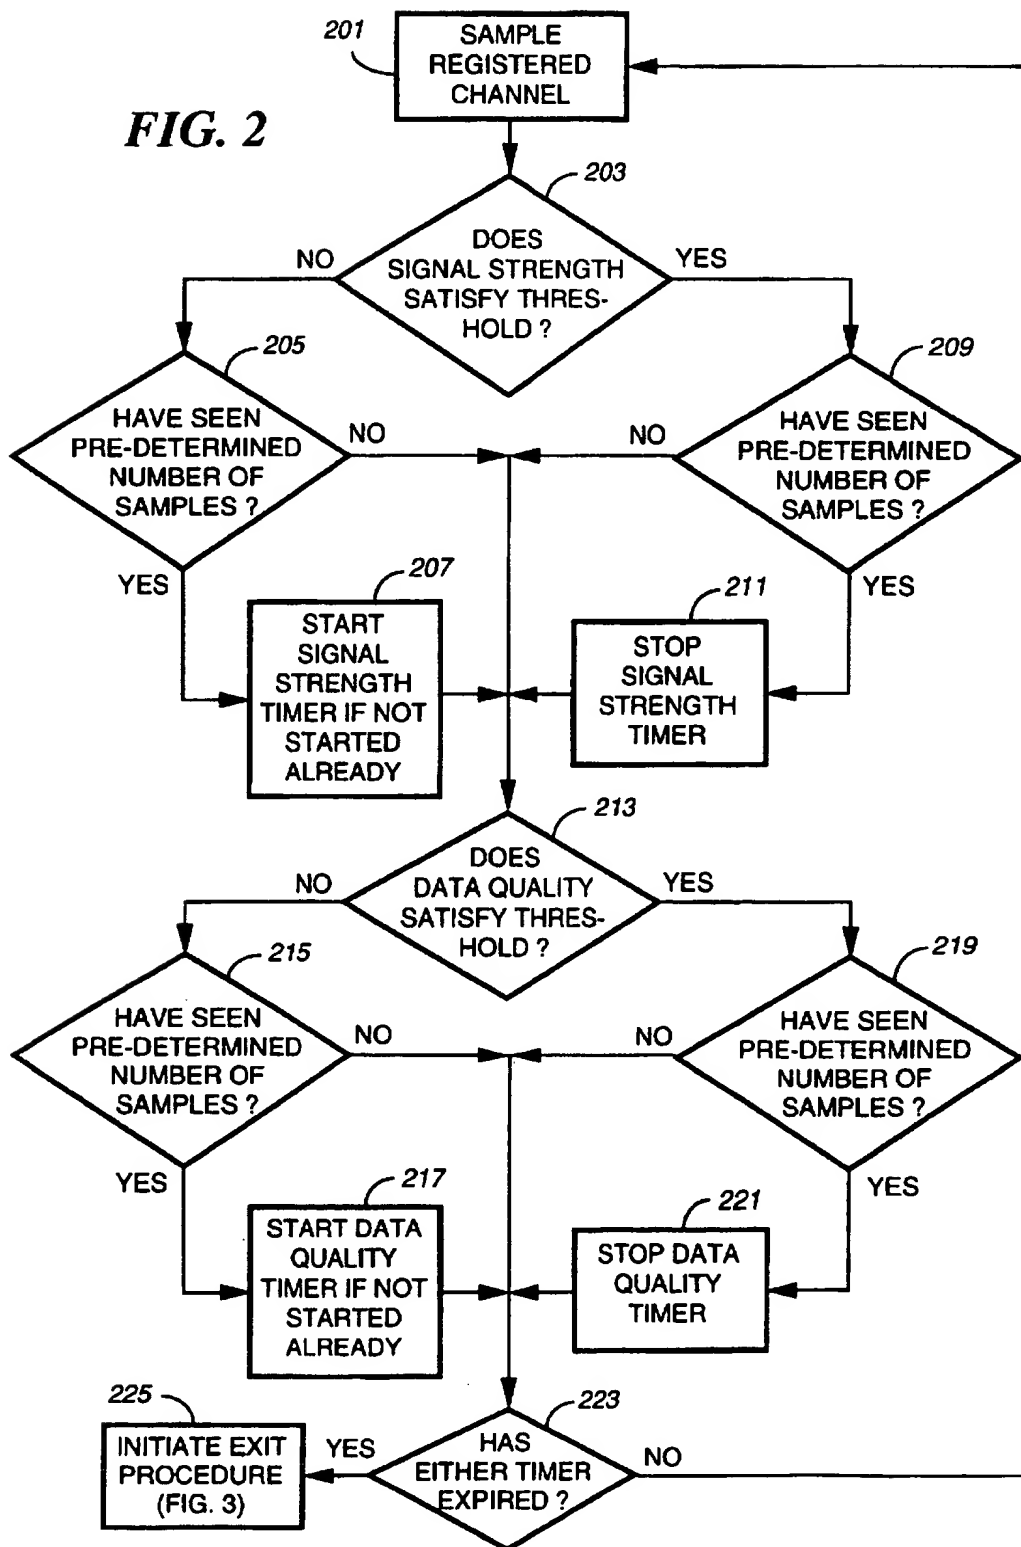 201
SAMPLE
REGISTERED
CHANNEL
FIG. 2
203
DOES
SIGNAL STRENGTH
SATISFY THRES-
HOLD ?
NO
YES
205
HAVE SEEN
PRE-DETERMINED
NUMBER OF
SAMPLES ?
NO
YES
209
HAVE SEEN
PRE-DETERMINED
NUMBER OF
SAMPLES ?
NO
YES
207
START
SIGNAL
STRENGTH
TIMER IF NOT
STARTED
ALREADY
211
STOP
SIGNAL
STRENGTH
TIMER
213
DOES
DATA QUALITY
SATISFY THRES-
HOLD ?
NO
YES
215
HAVE SEEN
PRE-DETERMINED
NUMBER OF
SAMPLES ?
NO
YES
219
HAVE SEEN
PRE-DETERMINED
NUMBER OF
SAMPLES ?
NO
YES
217
START DATA
QUALITY
TIMER IF NOT
STARTED
ALREADY
221
STOP DATA
QUALITY
TIMER
223
HAS
EITHER TIMER
EXPIRED ?
YES
NO
225
INITIATE EXIT
PROCEDURE
(FIG. 3)